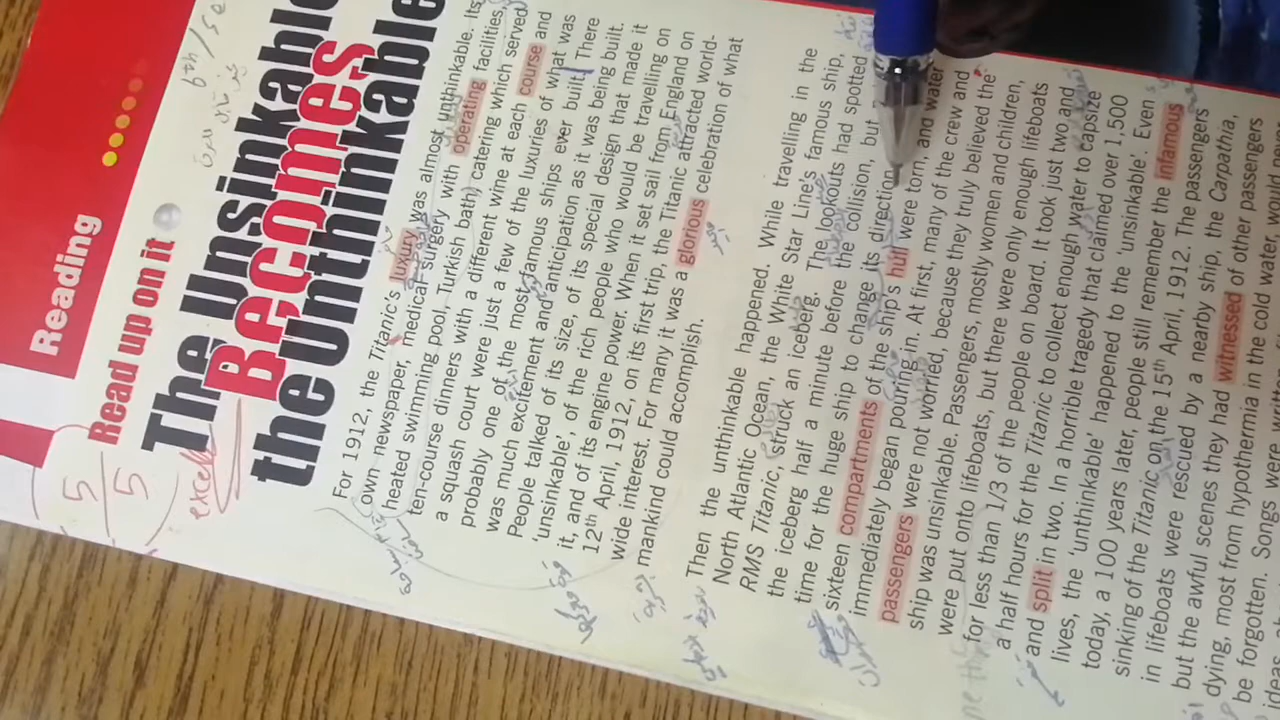 Reading
Read up on it
The Unsinkable
Becomes
the Unthinkable
5
5
For 1912, the Titanic's luxury was almost unthinkable. Its
own newspaper, medical surgery with operating facilities,
heated swimming pool, Turkish bath, catering which served
ten-course dinners with a different wine at each course and
a squash court were just a few of the luxuries of what was
probably one of the most famous ships ever built. There
was much excitement and anticipation as it was being built.
People talked of its size, of its special design that made it
'unsinkable', of the rich people who would be travelling on
it, and of its engine power. When it set sail from England on
12th April, 1912, on its first trip, the Titanic attracted world-
wide interest. For many it was a glorious celebration of what
mankind could accomplish.
Then the unthinkable happened. While travelling in the
North Atlantic Ocean, the White Star Line's famous ship,
RMS Titanic, struck an iceberg. The lookouts had spotted
the iceberg half a minute before the collision, but
time for the huge ship to change its direction
sixteen compartments of the ship's hull were torn, and water
immediately began pouring in. At first, many of the crew and
passengers were not worried, because they truly believed the
ship was unsinkable. Passengers, mostly women and children,
were put onto lifeboats, but there were only enough lifeboats
for less than 1/3 of the people on board. It took just two and
a half hours for the Titanic to collect enough water to capsize
and split in two. In a horrible tragedy that claimed over 1,500
lives, the 'unthinkable' happened to the unsinkable.' Even
today, a 100 years later, people still remember the infamous
sinking of the Titanic on the 15th April, 1912. The passengers
in lifeboats were rescued by a nearby ship, the Carpathia,
but the awful scenes they had witnessed of other passengers
dying, most from hypothermia in the cold water, would
be forgotten. Songs were
ideas